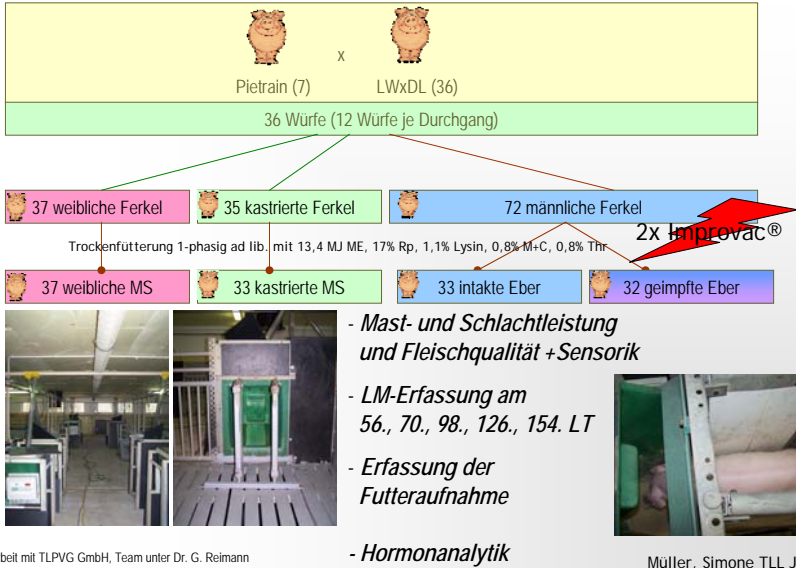 x
Pietrain (7) LWxDL (36)
36 Würfe (12 Würfe je Durchgang)
37 weibliche Ferkel 35 kastrierte Ferkel 72 männliche Ferkel
2x Improvac®
Trockenfütterung 1-phasig ad lib. mit 13,4 MJ ME, 17% Rp, 1,1% Lysin, 0,8% M+C, 0,8% Thr
37 weibliche MS 33 kastrierte MS 33 intakte Eber 32 geimpfte Eber
- Mast- und Schlachtleistung
und Fleischqualität +Sensorik
- LM-Erfassung am
56., 70., 98., 126., 154. LT
- Erfassung der
Futteraufnahme
- Hormonanalytik
beit mit TLPVG GmbH, Team unter Dr. G. Reimann
Müller, Simone TLL J